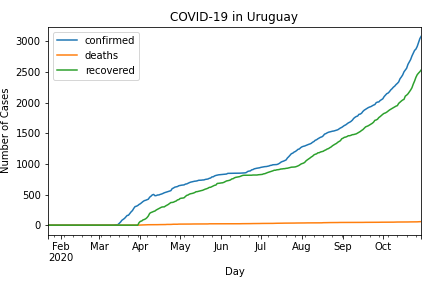 COVID-19 in Uruguay
confirmed
deaths
recovered
Number of Cases
3000
2500
2000
1500
1000
500
0
Feb Mar Apr May Jun Jul Aug Sep Oct
2020
Day